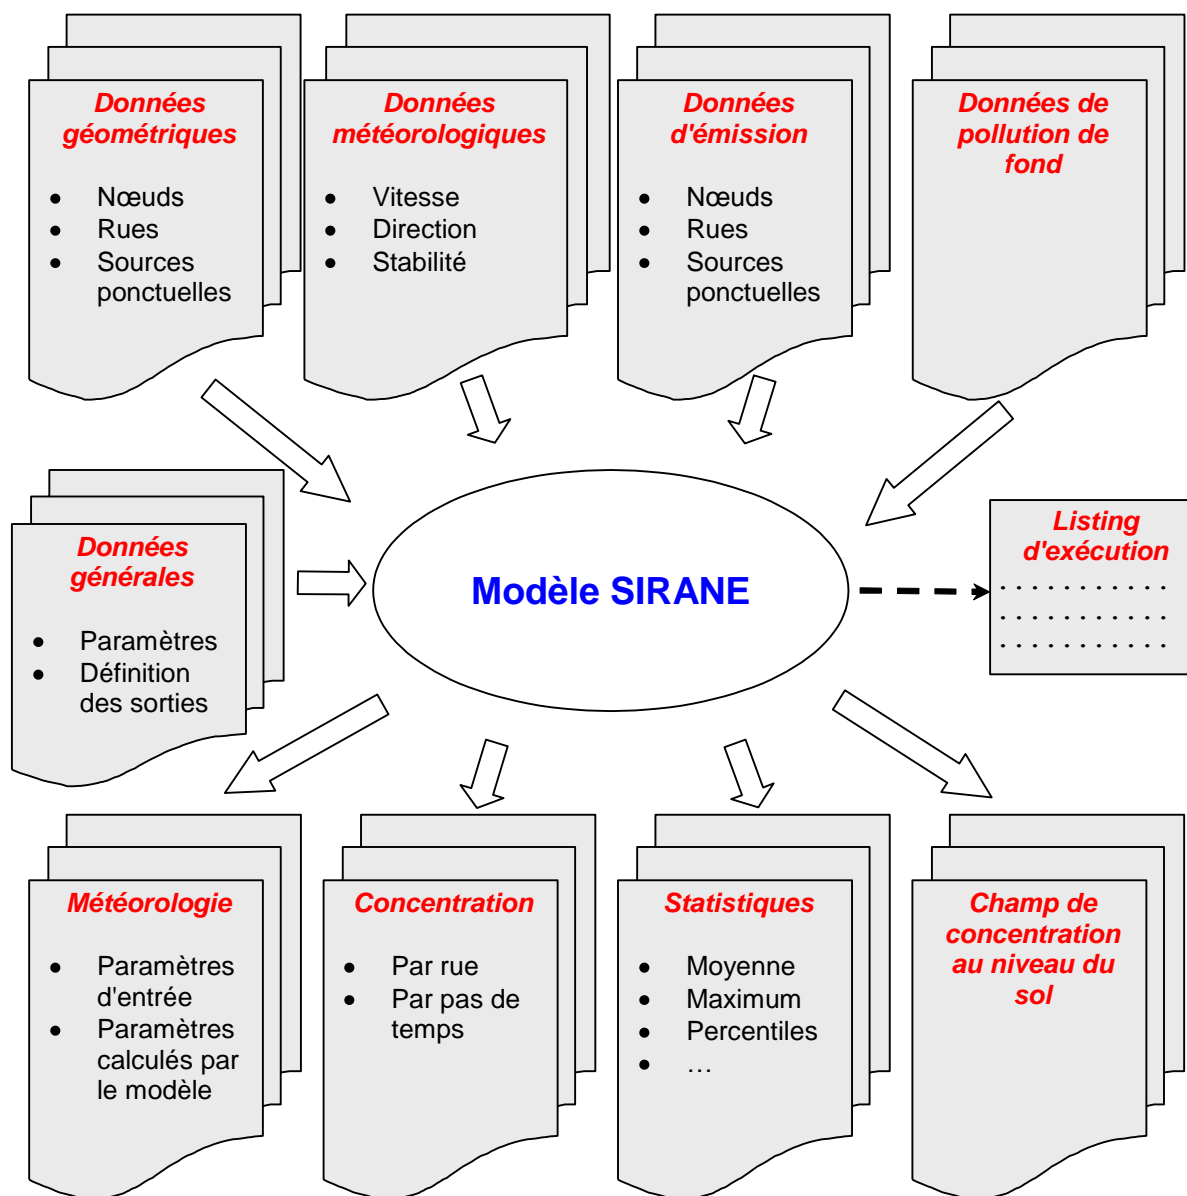 Données
géométriques
• Nœuds
• Rues
• Sources
ponctuelles
Données
météorologiques
• Vitesse
• Direction
• Stabilité
Données
d'émission
• Nœuds
• Rues
• Sources
ponctuelles
Données de
pollution de
fond
Données
générales
• Paramètres
• Définition
des sorties
Modèle SIRANE
Listing
d'exécution
. . . . . . . . . . .
. . . . . . . . . . .
. . . . . . . . . . .
Météorologie
• Paramètres
d'entrée
• Paramètres
calculés par
le modèle
Concentration
• Par rue
• Par pas de
temps
Statistiques
• Moyenne
• Maximum
• Percentiles
• …
Champ de
concentration
au niveau du
sol